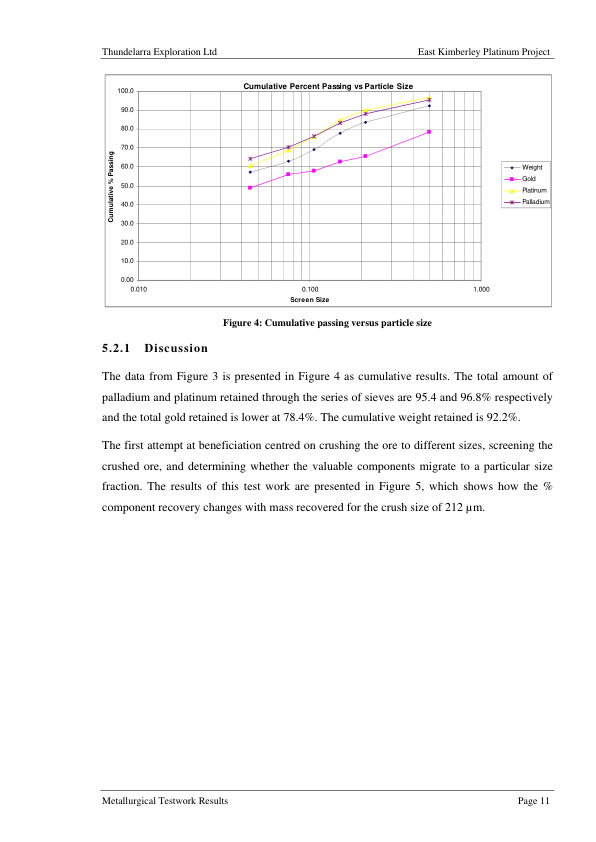 Thundelarra Exploration Ltd East Kimberley Platinum Project
Cumulative Percent Passing vs Particle Size
100.0
90.0
80.0
70.0
60.0
50.0
40.0
30.0
20.0
10.0
0.00
Cumulative % Passing
0.010 0.100 1.000
Screen Size
Weight
Gold
Platinum
Palladium
Figure 4: Cumulative passing versus particle size
5.2.1 Discussion
The data from Figure 3 is presented in Figure 4 as cumulative results. The total amount of
palladium and platinum retained through the series of sieves are 95.4 and 96.8% respectively
and the total gold retained is lower at 78.4%. The cumulative weight retained is 92.2%.
The first attempt at beneficiation centred on crushing the ore to different sizes, screening the
crushed ore, and determining whether the valuable components migrate to a particular size
fraction. The results of this test work are presented in Figure 5, which shows how the %
component recovery changes with mass recovered for the crush size of 212 µm.
Metallurgical Testwork Results Page 11